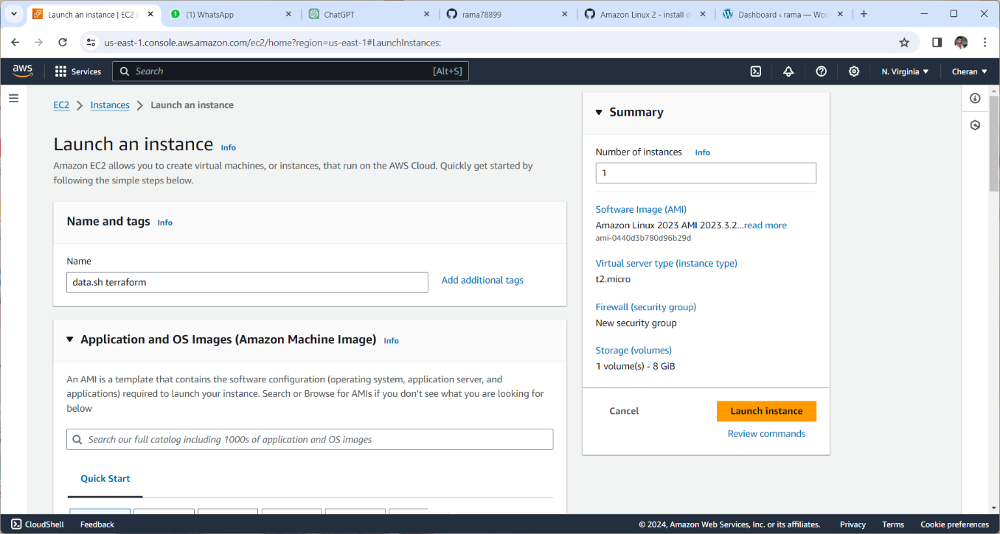 Launch an instance | EC2 |
(1) WhatsApp
ChatGPT
rama78899
Amazon Linux 2 - install d
Dashboard ‹ rama — Wor
us-east-1.console.aws.amazon.com/ec2/home?region=us-east-1#LaunchInstances:
aws
Services
Search
[Alt+S]
N. Virginia
Cheran
EC2
Instances
Launch an instance
Launch an instance Info
Amazon EC2 allows you to create virtual machines, or instances, that run on the AWS Cloud. Quickly get started by
following the simple steps below.
Name and tags Info
Name
data.sh terraform
Add additional tags
Application and OS Images (Amazon Machine Image) Info
An AMI is a template that contains the software configuration (operating system, application server, and
applications) required to launch your instance. Search or Browse for AMIs if you don't see what you are looking for
below
Search our full catalog including 1000s of application and OS images
Quick Start
Summary
Number of instances Info
1
Software Image (AMI)
Amazon Linux 2023 AMI 2023.3.2...read more
ami-0440d3b780d96b29d
Virtual server type (instance type)
t2.micro
Firewall (security group)
New security group
Storage (volumes)
1 volume(s) - 8 GiB
Cancel
Launch instance
Review commands
CloudShell
Feedback
© 2024, Amazon Web Services, Inc. or its affiliates.
Privacy
Terms
Cookie preferences